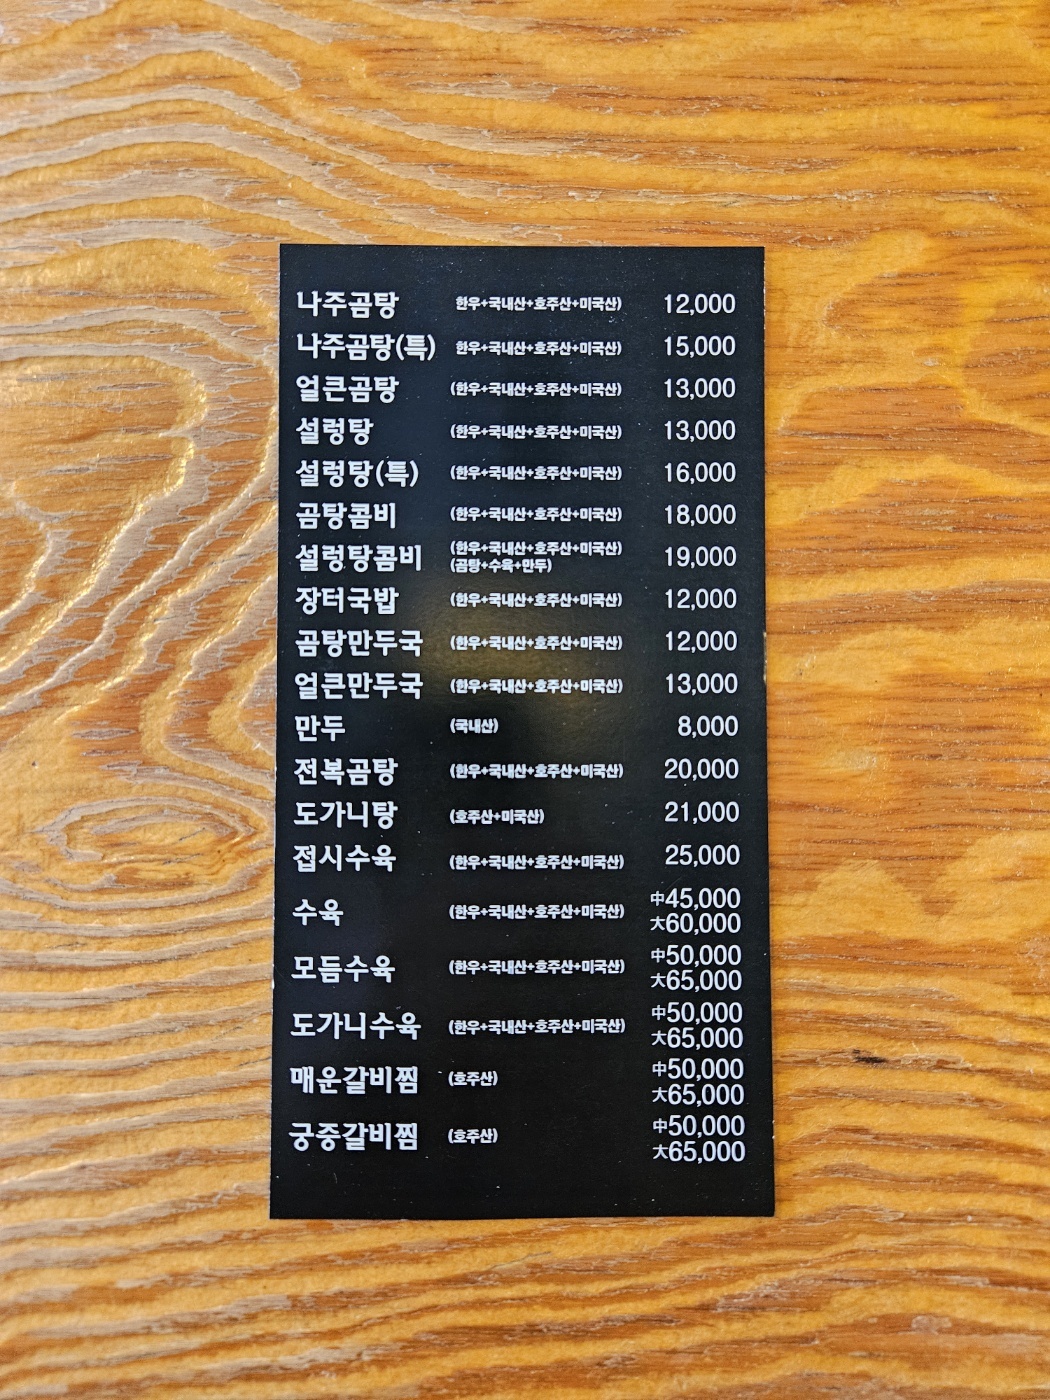 나주곰탕 한우+국내산+호주산+미국산) 12,000
나주곰탕(특) 한우+국내산+호주산+미국산) 15,000
얼큰곰탕 (한우+국내산+호주산+미국산) 13,000
설렁탕 (한우+국내산+호주산+미국산) 13,000
설렁탕(특) (한우+국내산+호주산+미국산) 16,000
곰탕콤비 (한우+국내산+호주산+미국산) 18,000
설렁탕콤비 (한우+국내산+호주산+미국산) 19,000
(곰탕+수육+만두)
장터국밥 (한우+국내산+호주산+미국산) 12,000
곰탕만두국 (한우+국내산+호주산+미국산) 12,000
얼큰만두국 (한우+국내산+호주산+미국산) 13,000
만두 (국내산) 8,000
전복곰탕 (한우+국내산+호주산+미국산) 20,000
도가니탕 (호주산+미국산) 21,000
접시수육 (한우+국내산+호주산+미국산) 25,000
수육 (한우+국내산+호주산+미국산) 中45,000
大60,000
모듬수육 (한우+국내산+호주산+미국산) 中50,000
大65,000
도가니수육 (한우+국내산+호주산+미국산) 中50,000
大65,000
매운갈비찜 (호주산) 中50,000
大65,000
궁중갈비찜 (호주산) 中50,000
大65,000